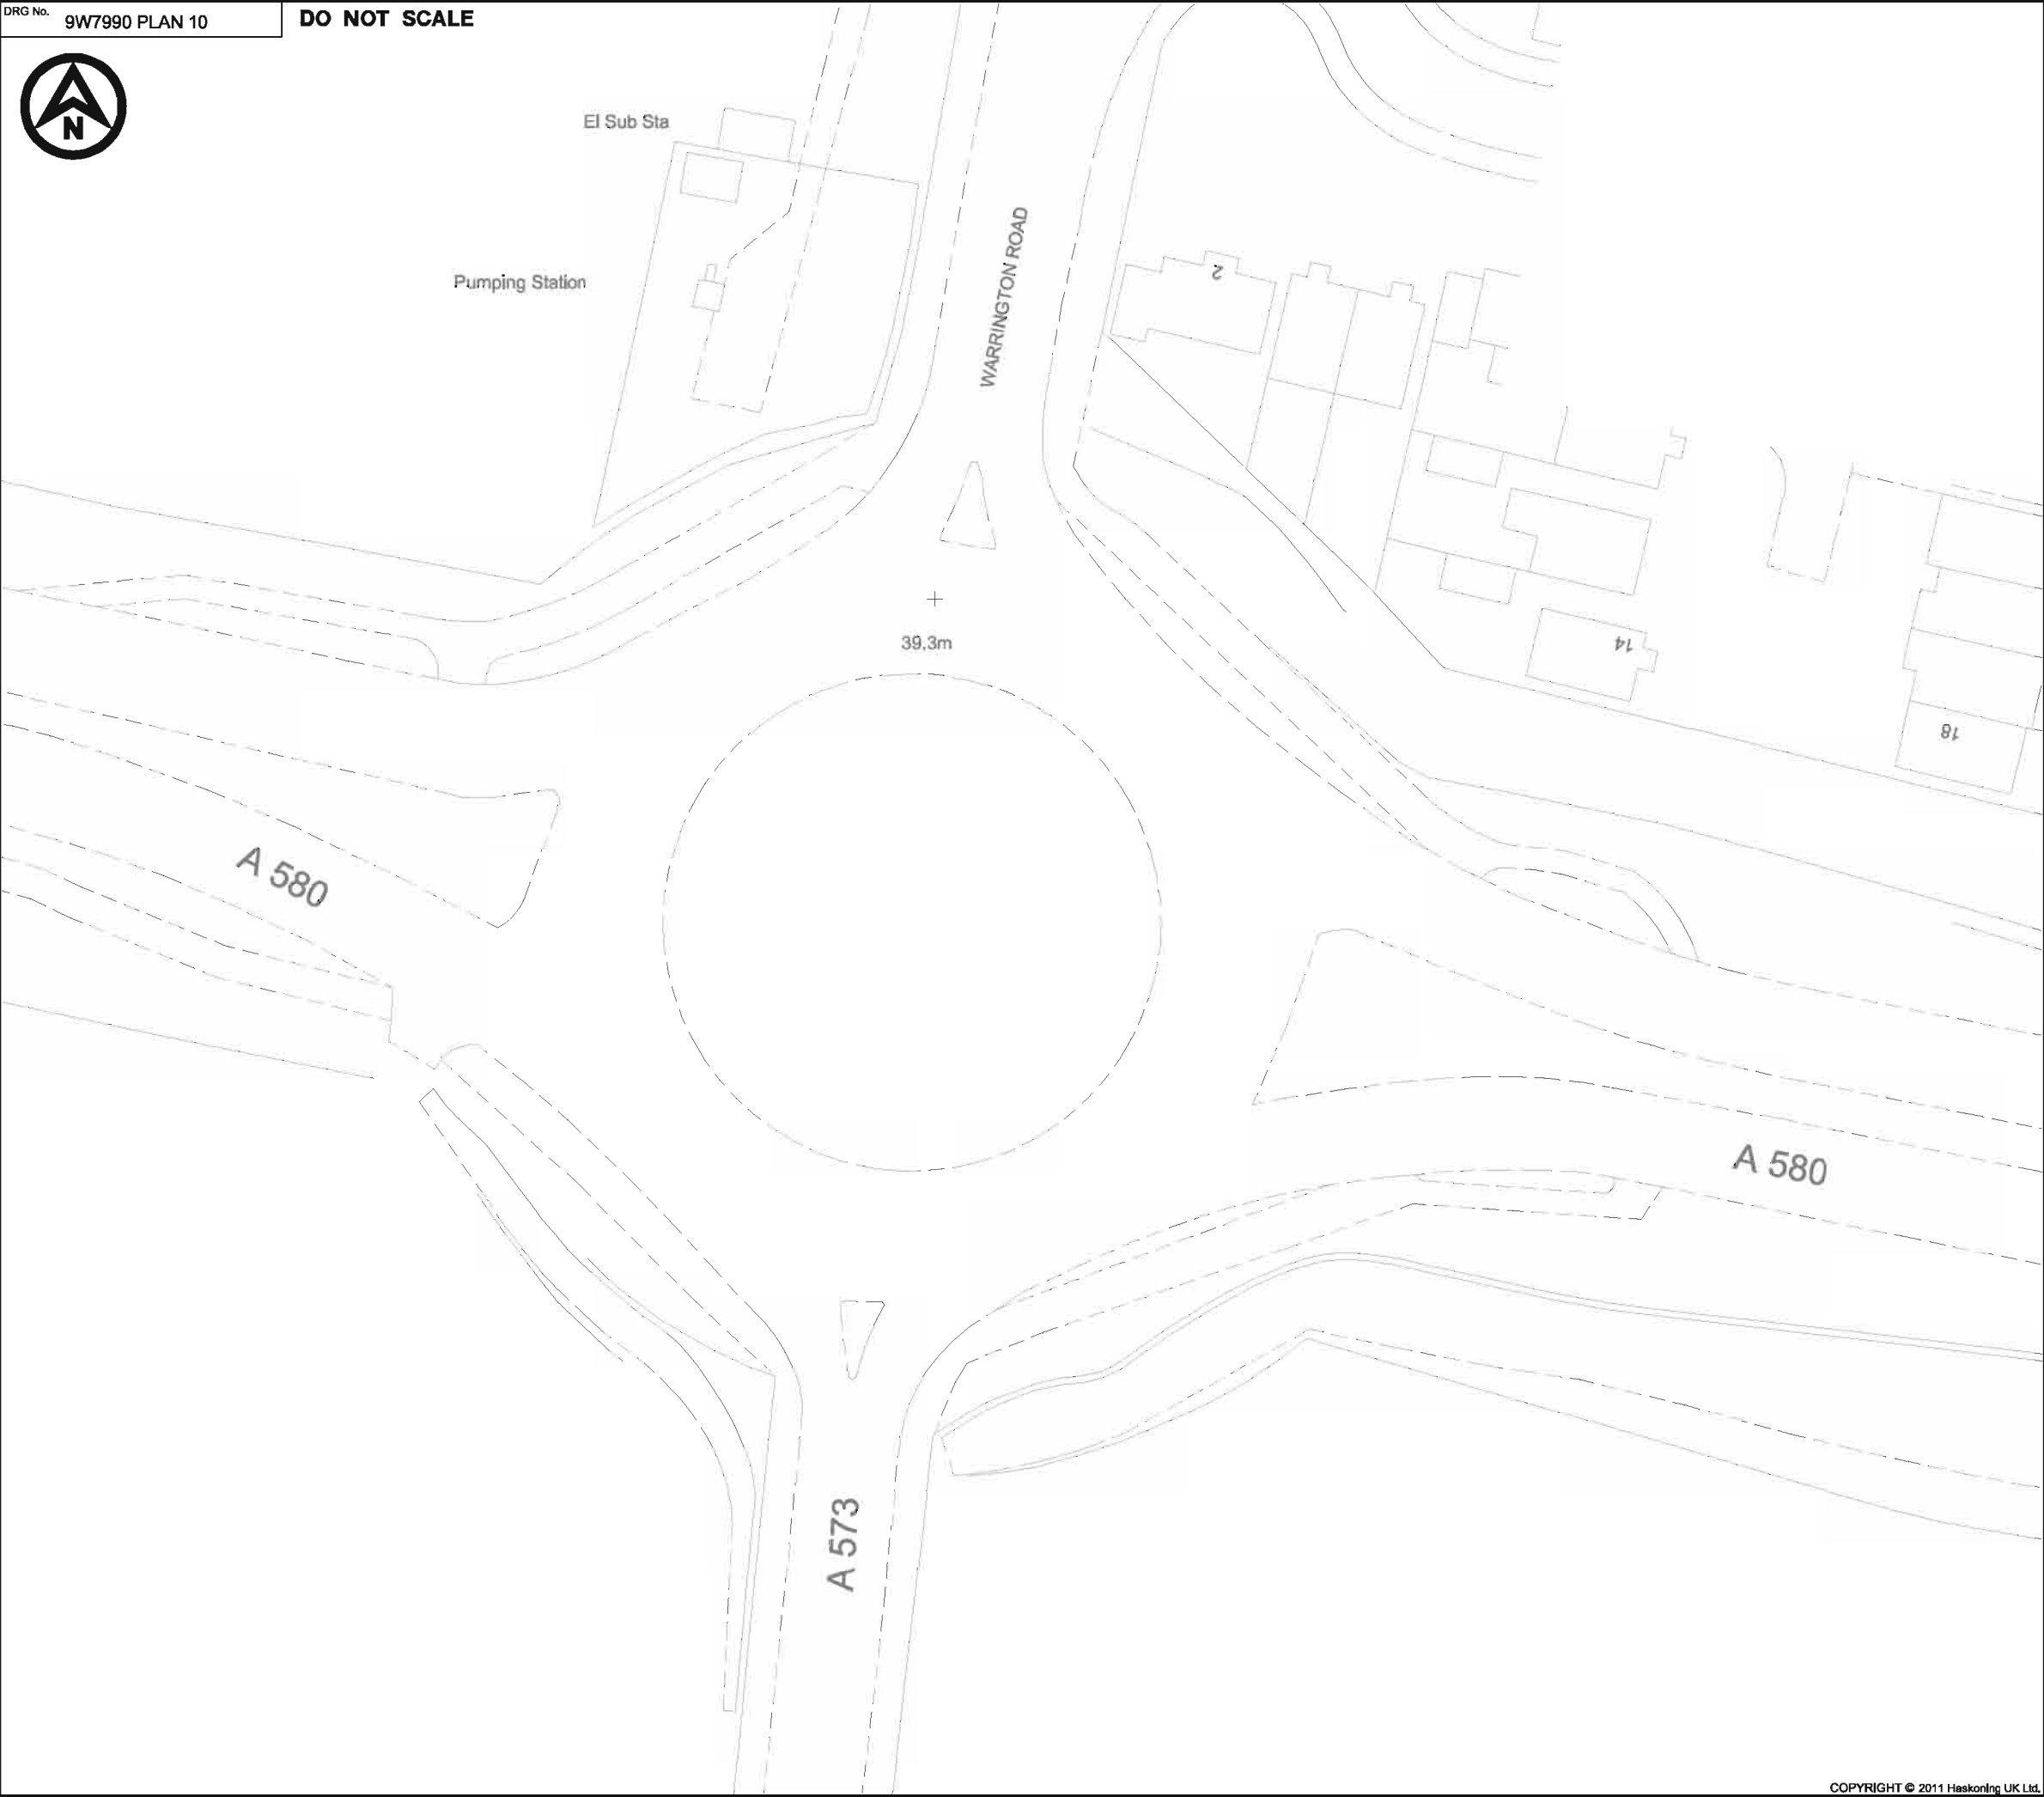 DRG No. 9W7990 PLAN 10
DO NOT SCALE
N
El Sub Sta
Pumping Station
WARRINGTON ROAD
2
39.3m
14
18
A 580
A 580
A 573
COPYRIGHT © 2011 Haskoning UK Ltd.